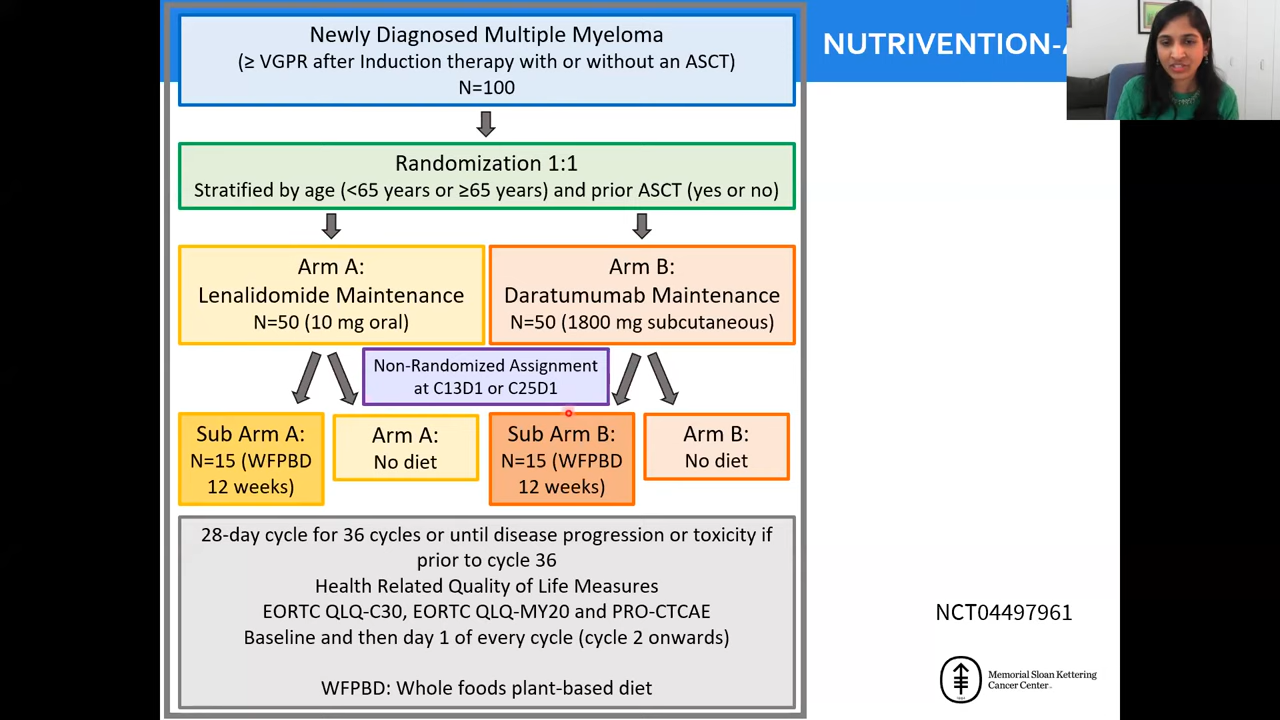 Newly Diagnosed Multiple Myeloma
(≥ VGPR after Induction therapy with or without an ASCT)
N=100
NUTRIVENTION-
Randomization 1:1
Stratified by age (<65 years or ≥65 years) and prior ASCT (yes or no)
Arm A:
Lenalidomide Maintenance
N=50 (10 mg oral)
Arm B:
Daratumumab Maintenance
N=50 (1800 mg subcutaneous)
Non-Randomized Assignment
at C13D1 or C25D1
Sub Arm A:
N=15 (WFPBD
12 weeks)
Arm A:
No diet
Sub Arm B:
N=15 (WFPBD
12 weeks)
Arm B:
No diet
28-day cycle for 36 cycles or until disease progression or toxicity if
prior to cycle 36
Health Related Quality of Life Measures
EORTC QLQ-C30, EORTC QLQ-MY20 and PRO-CTCAE
Baseline and then day 1 of every cycle (cycle 2 onwards)
WFPBD: Whole foods plant-based diet
NCT04497961
Memorial Sloan Kettering
Cancer Center